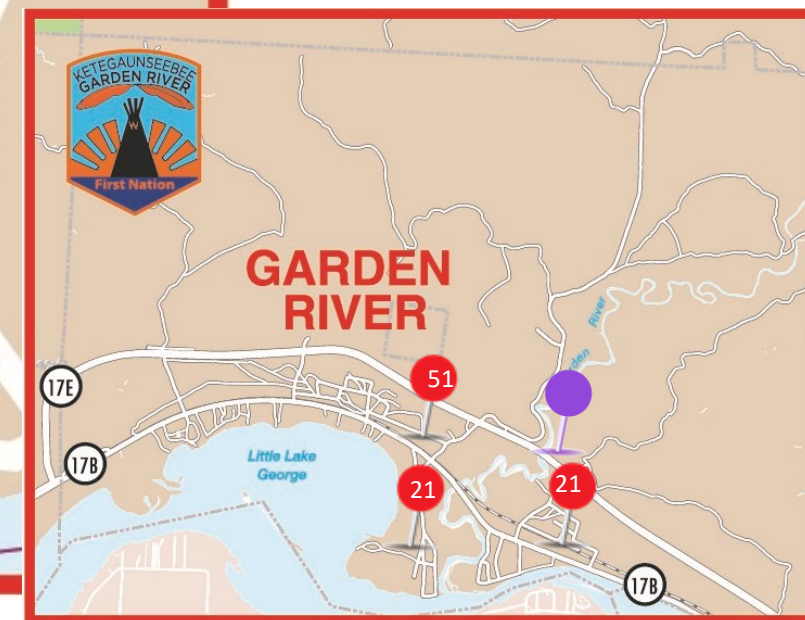 KETEGAUNSEEBEE
GARDEN RIVER
First Nation
GARDEN
RIVER
River
51
17E
17B
Little Lake
George
21
21
17B